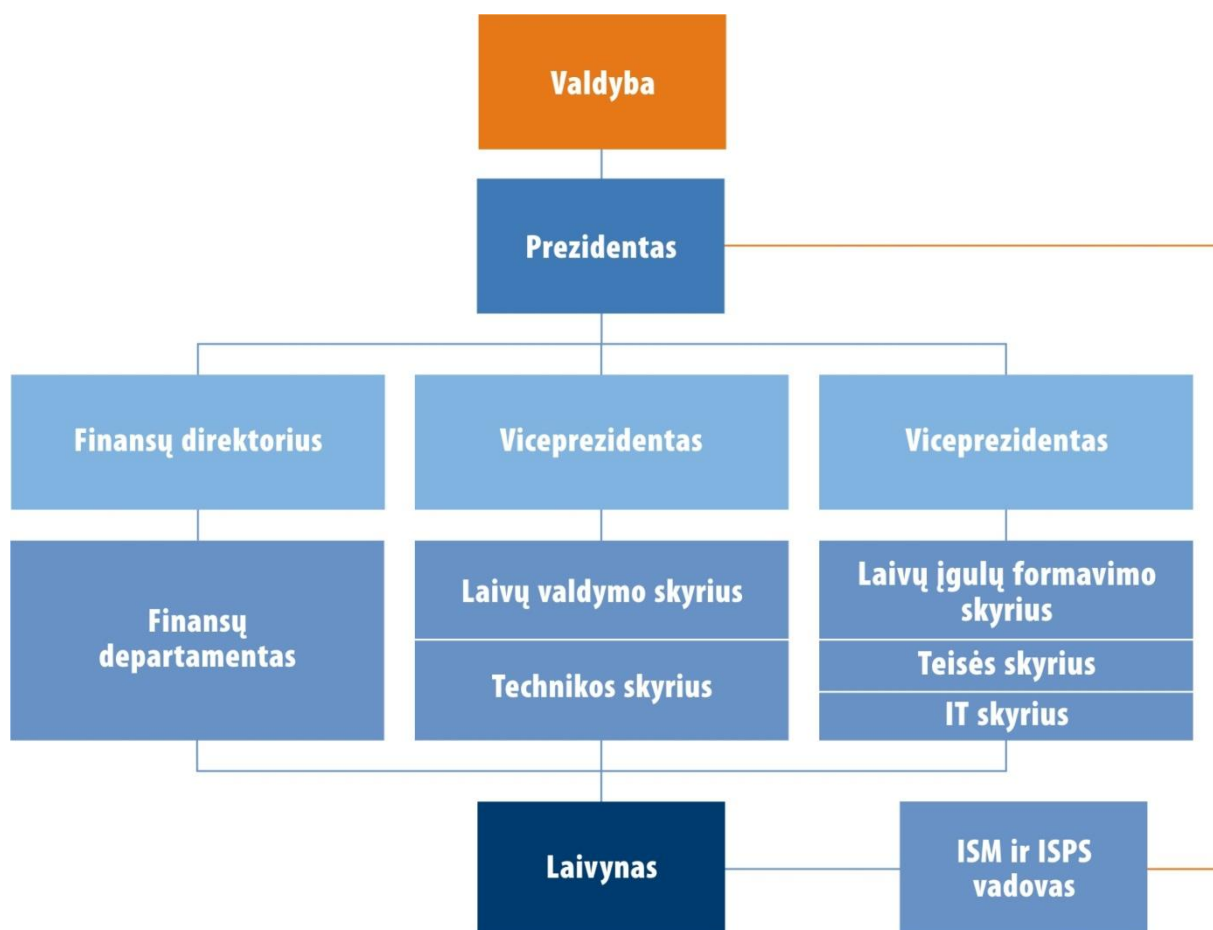 Valdyba
Prezidentas
Finansų direktorius
Viceprezidentas
Viceprezidentas
Finansų
departamentas
Laivų valdymo skyrius
Technikos skyrius
Laivų įgulų formavimo
skyrius
Teisės skyrius
IT skyrius
Laivynas
ISM ir ISPS
vadovas